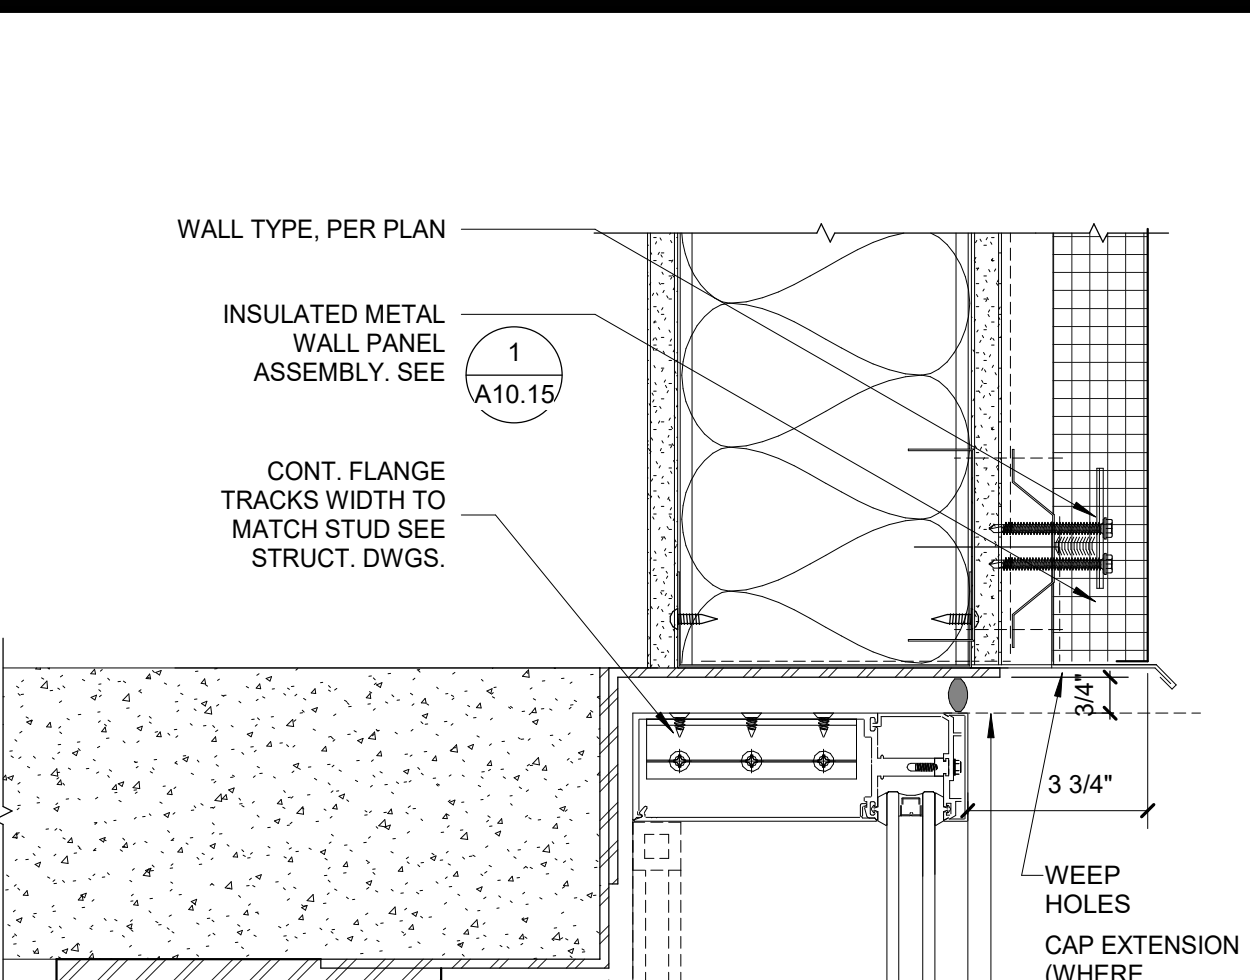 WALL TYPE, PER PLAN
INSULATED METAL
WALL PANEL
ASSEMBLY. SEE
1
A10.15
CONT. FLANGE
TRACKS WIDTH TO
MATCH STUD SEE
STRUCT. DWGS.
3/4"
3 3/4"
WEEP
HOLES
CAP EXTENSION
(WHERE